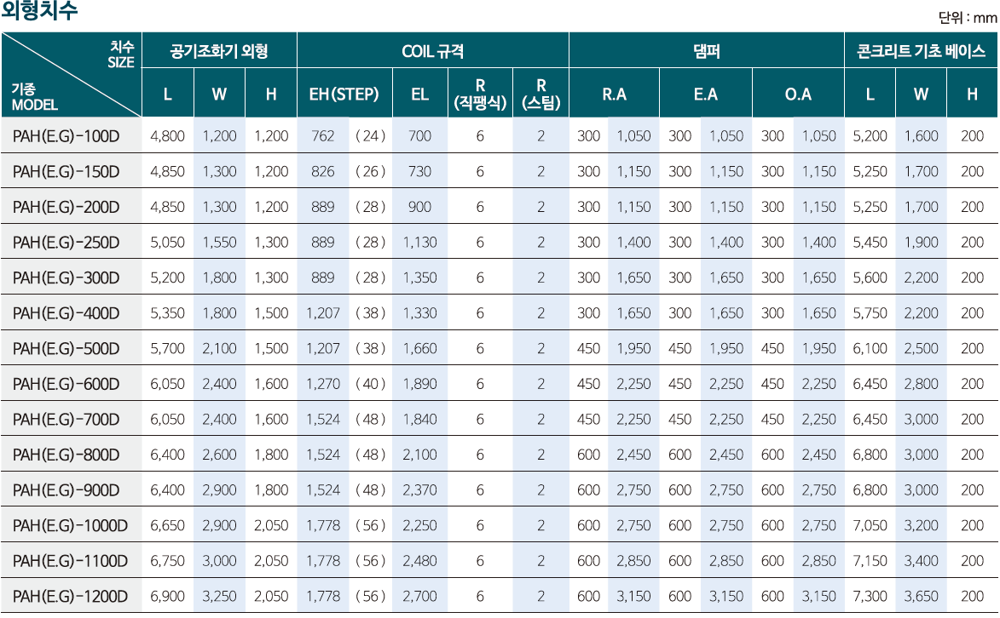 외형치수
단위 : mm
치수 SIZE 기종 MODEL 공기조화기 외형 COIL 규격 댐퍼 콘크리트 기초 베이스
L W H EH(STEP) EL R (직팽식) R (스팀) R.A E.A O.A L W H
PAH(E.G)-100D 4,800 1,200 1,200 762 (24) 700 6 2 300 1,050 300 1,050 300 1,050 5,200 1,600 200
PAH(E.G)-150D 4,850 1,300 1,200 826 (26) 730 6 2 300 1,150 300 1,150 300 1,150 5,250 1,700 200
PAH(E.G)-200D 4,850 1,300 1,200 889 (28) 900 6 2 300 1,150 300 1,150 300 1,150 5,250 1,700 200
PAH(E.G)-250D 5,050 1,550 1,300 889 (28) 1,130 6 2 300 1,400 300 1,400 300 1,400 5,450 1,900 200
PAH(E.G)-300D 5,200 1,800 1,300 889 (28) 1,350 6 2 300 1,650 300 1,650 300 1,650 5,600 2,200 200
PAH(E.G)-400D 5,350 1,800 1,500 1,207 (38) 1,330 6 2 300 1,650 300 1,650 300 1,650 5,750 2,200 200
PAH(E.G)-500D 5,700 2,100 1,500 1,207 (38) 1,660 6 2 450 1,950 450 1,950 450 1,950 6,100 2,500 200
PAH(E.G)-600D 6,050 2,400 1,600 1,270 (40) 1,890 6 2 450 2,250 450 2,250 450 2,250 6,450 2,800 200
PAH(E.G)-700D 6,050 2,400 1,600 1,524 (48) 1,840 6 2 450 2,250 450 2,250 450 2,250 6,450 3,000 200
PAH(E.G)-800D 6,400 2,600 1,800 1,524 (48) 2,100 6 2 600 2,450 600 2,450 600 2,450 6,800 3,000 200
PAH(E.G)-900D 6,400 2,900 1,800 1,524 (48) 2,370 6 2 600 2,750 600 2,750 600 2,750 6,800 3,000 200
PAH(E.G)-1000D 6,650 2,900 2,050 1,778 (56) 2,250 6 2 600 2,750 600 2,750 600 2,750 7,050 3,200 200
PAH(E.G)-1100D 6,750 3,000 2,050 1,778 (56) 2,480 6 2 600 2,850 600 2,850 600 2,850 7,150 3,400 200
PAH(E.G)-1200D 6,900 3,250 2,050 1,778 (56) 2,700 6 2 600 3,150 600 3,150 600 3,150 7,300 3,650 200